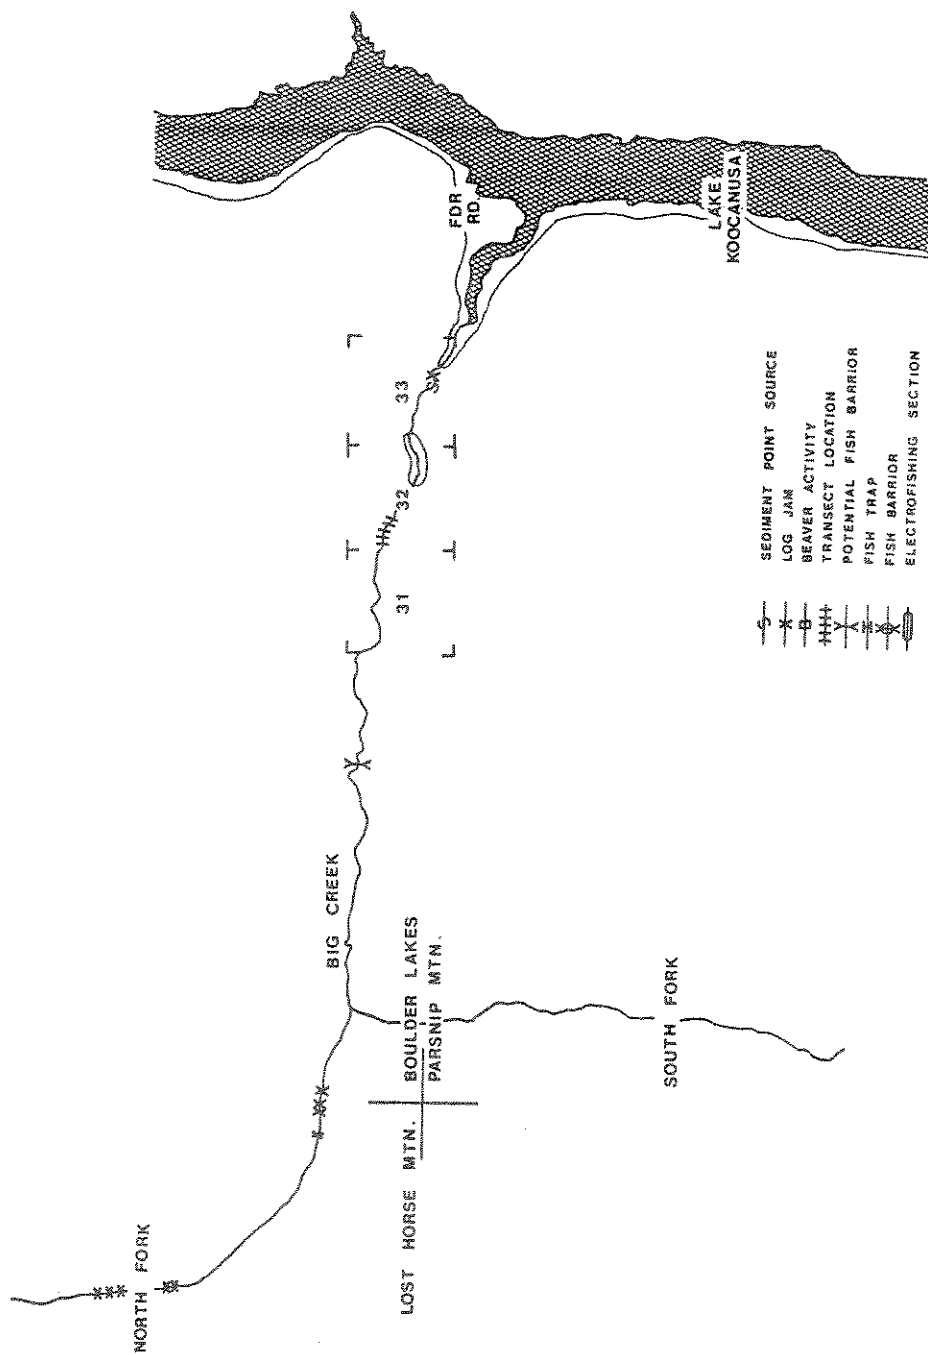 NORTH FORK
LOST HORSE MTN.
BOULDER LAKES
PARSNIP MTN.
SOUTH FORK
BIG CREEK
31
32
33
FDR
RD.
LAKE
KOOCANUSA
SEDIMENT POINT SOURCE
LOG JAM
BEAVER ACTIVITY
TRANSECT LOCATION
POTENTIAL FISH BARRIOR
FISH TRAP
FISH BARRIOR
ELECTROFISHING SECTION